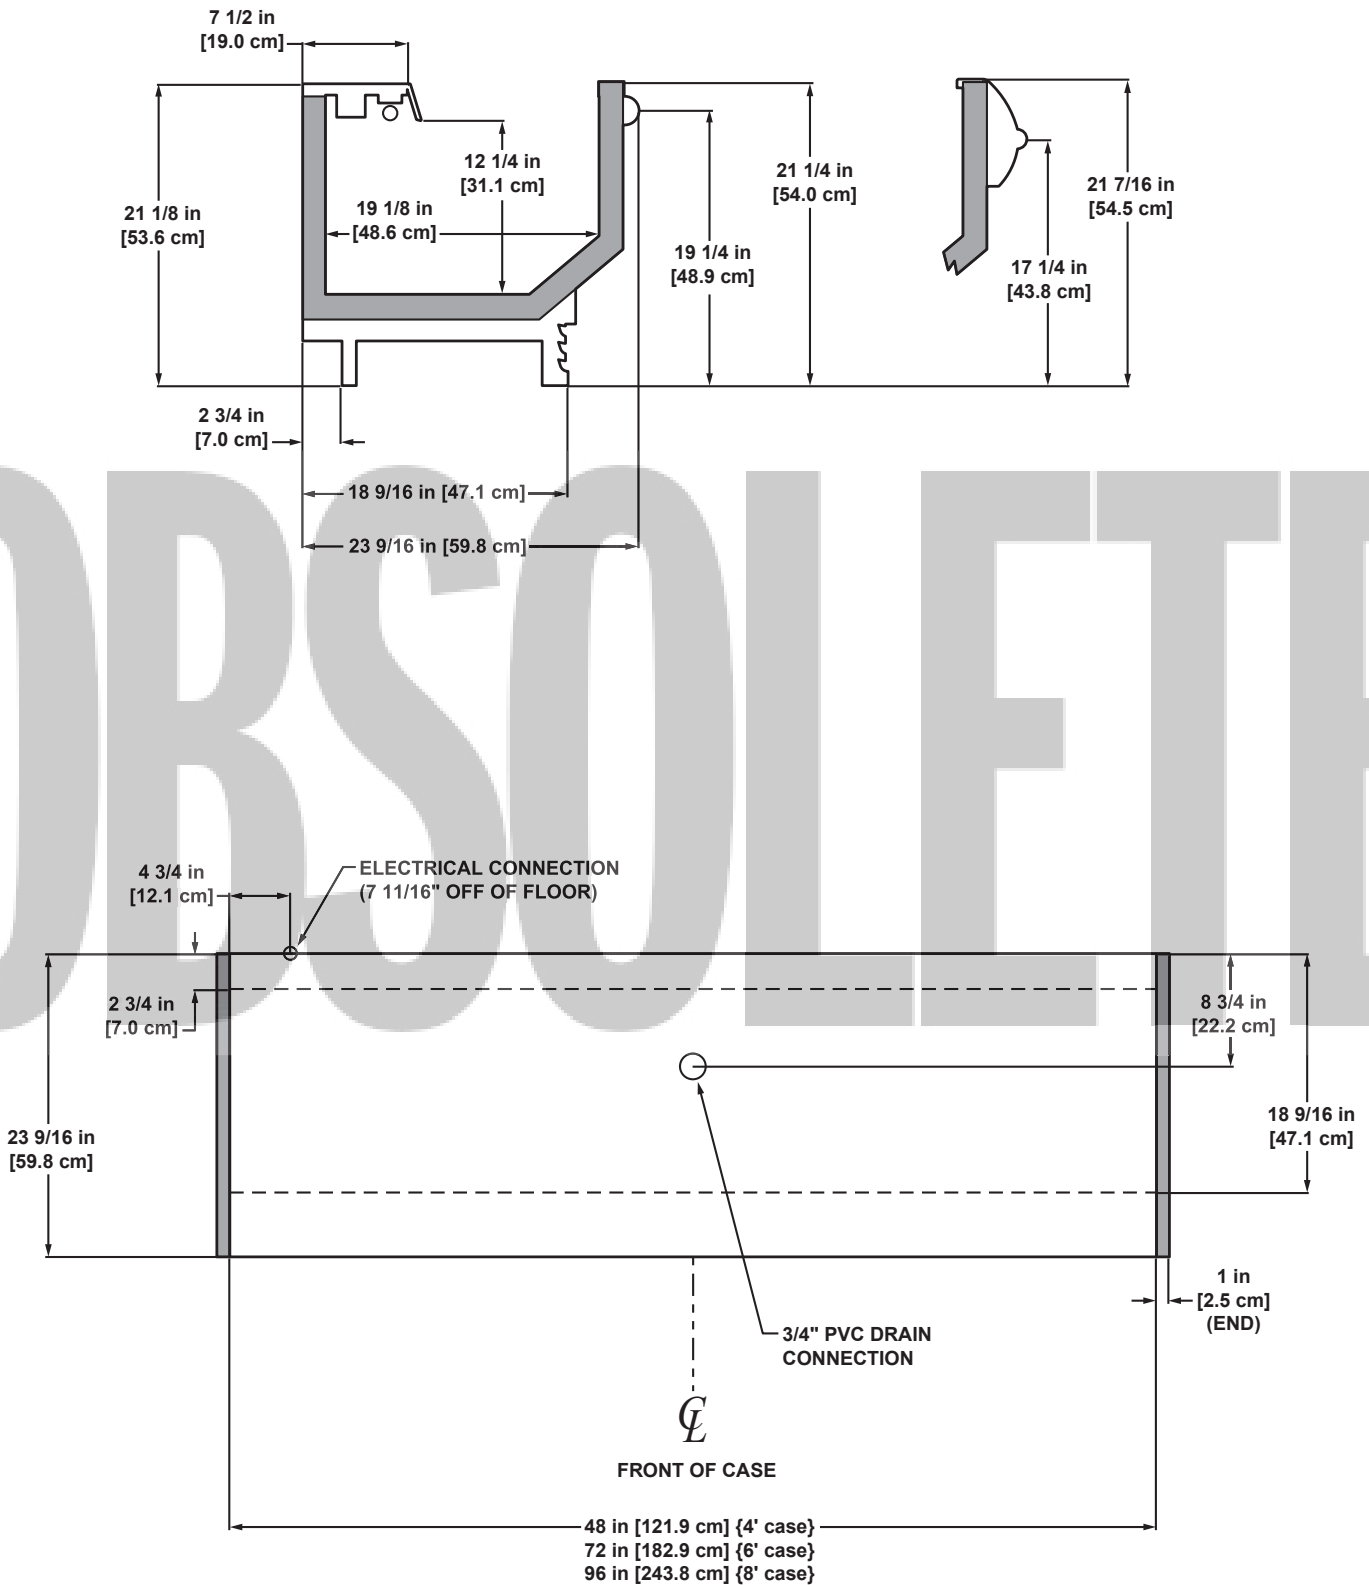 7 1/2 in
[19.0 cm]
12 1/4 in
[31.1 cm]
21 1/4 in
[54.0 cm]
21 7/16 in
[54.5 cm]
21 1/8 in
[53.6 cm]
19 1/8 in
[48.6 cm]
19 1/4 in
[48.9 cm]
17 1/4 in
[43.8 cm]
2 3/4 in
[7.0 cm]
18 9/16 in [47.1 cm]
23 9/16 in [59.8 cm]
OBSOLETE
4 3/4 in
[12.1 cm]
ELECTRICAL CONNECTION
(7 11/16" OFF OF FLOOR)
2 3/4 in
[7.0 cm]
8 3/4 in
[22.2 cm]
23 9/16 in
[59.8 cm]
18 9/16 in
[47.1 cm]
1 in
[2.5 cm]
(END)
3/4" PVC DRAIN
CONNECTION
℄
FRONT OF CASE
48 in [121.9 cm] {4' case}
72 in [182.9 cm] {6' case}
96 in [243.8 cm] {8' case}